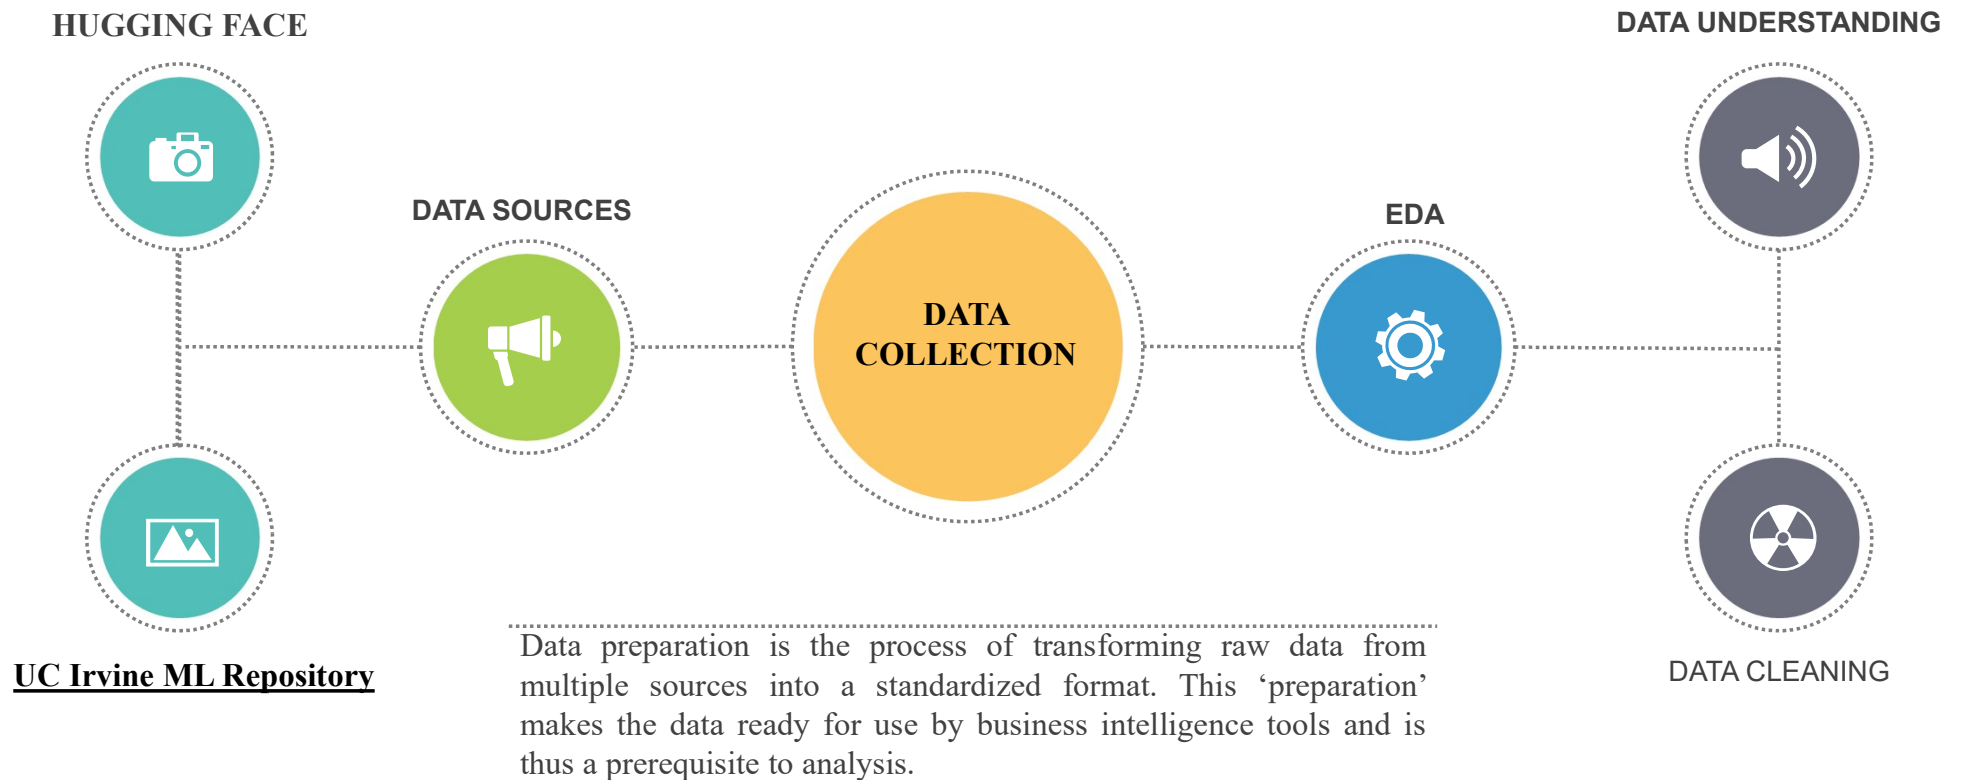 HUGGING FACE
DATA UNDERSTANDING
DATA SOURCES
EDA
DATA
COLLECTION
UC Irvine ML Repository
DATA CLEANING
Data preparation is the process of transforming raw data from
multiple sources into a standardized format. This ‘preparation’
makes the data ready for use by business intelligence tools and is
thus a prerequisite to analysis.